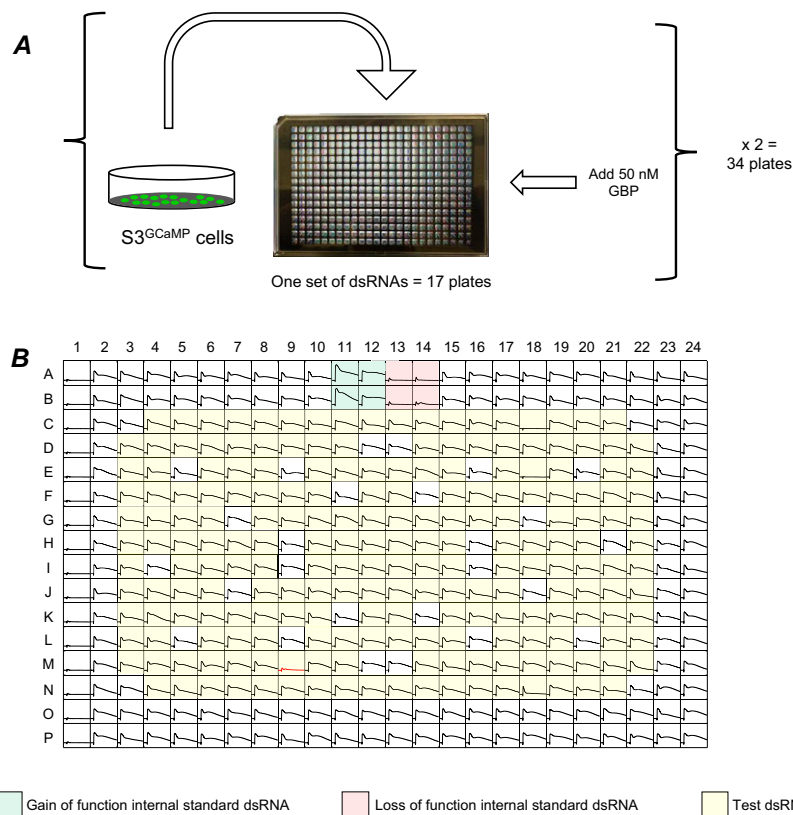 A
x 2 =
34 plates
Add 50 nM
GBP
S3GCaMP cells
One set of dsRNAs = 17 plates
B
1 2 3 4 5 6 7 8 9 10 11 12 13 14 15 16 17 18 19 20 21 22 23 24
A
B
C
D
E
F
G
H
I
J
K
L
M
N
O
P
Gain of function internal standard dsRNA
Loss of function internal standard dsRNA
Test dsR